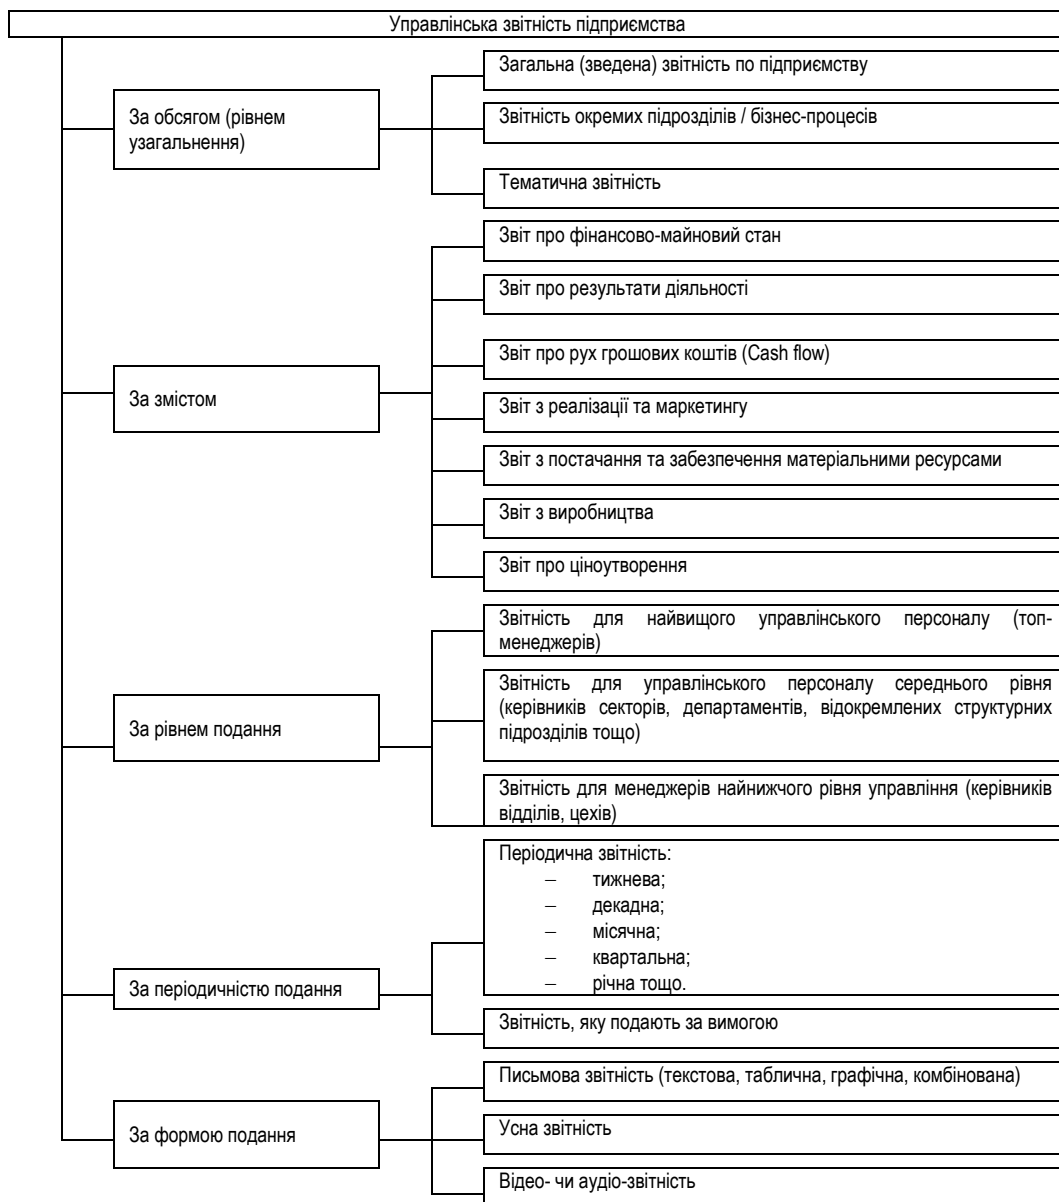 Управлінська звітність підприємства
За обсягом (рівнем
узагальнення)
Загальна (зведена) звітність по підприємству
Звітність окремих підрозділів / бізнес-процесів
Тематична звітність
За змістом
Звіт про фінансово-майновий стан
Звіт про результати діяльності
Звіт про рух грошових коштів (Cash flow)
Звіт з реалізації та маркетингу
Звіт з постачання та забезпечення матеріальними ресурсами
Звіт з виробництва
Звіт про ціноутворення
За рівнем подання
Звітність для найвищого управлінського персоналу (топ-
менеджерів)
Звітність для управлінського персоналу середнього рівня
(керівників секторів, департаментів, відокремлених структурних
підрозділів тощо)
Звітність для менеджерів найнижчого рівня управління (керівників
відділів, цехів)
За періодичністю подання
Періодична звітність:
– тижнева;
– декадна;
– місячна;
– квартальна;
– річна тощо.
Звітність, яку подають за вимогою
За формою подання
Письмова звітність (текстова, таблична, графічна, комбінована)
Усна звітність
Відео- чи аудіо-звітність